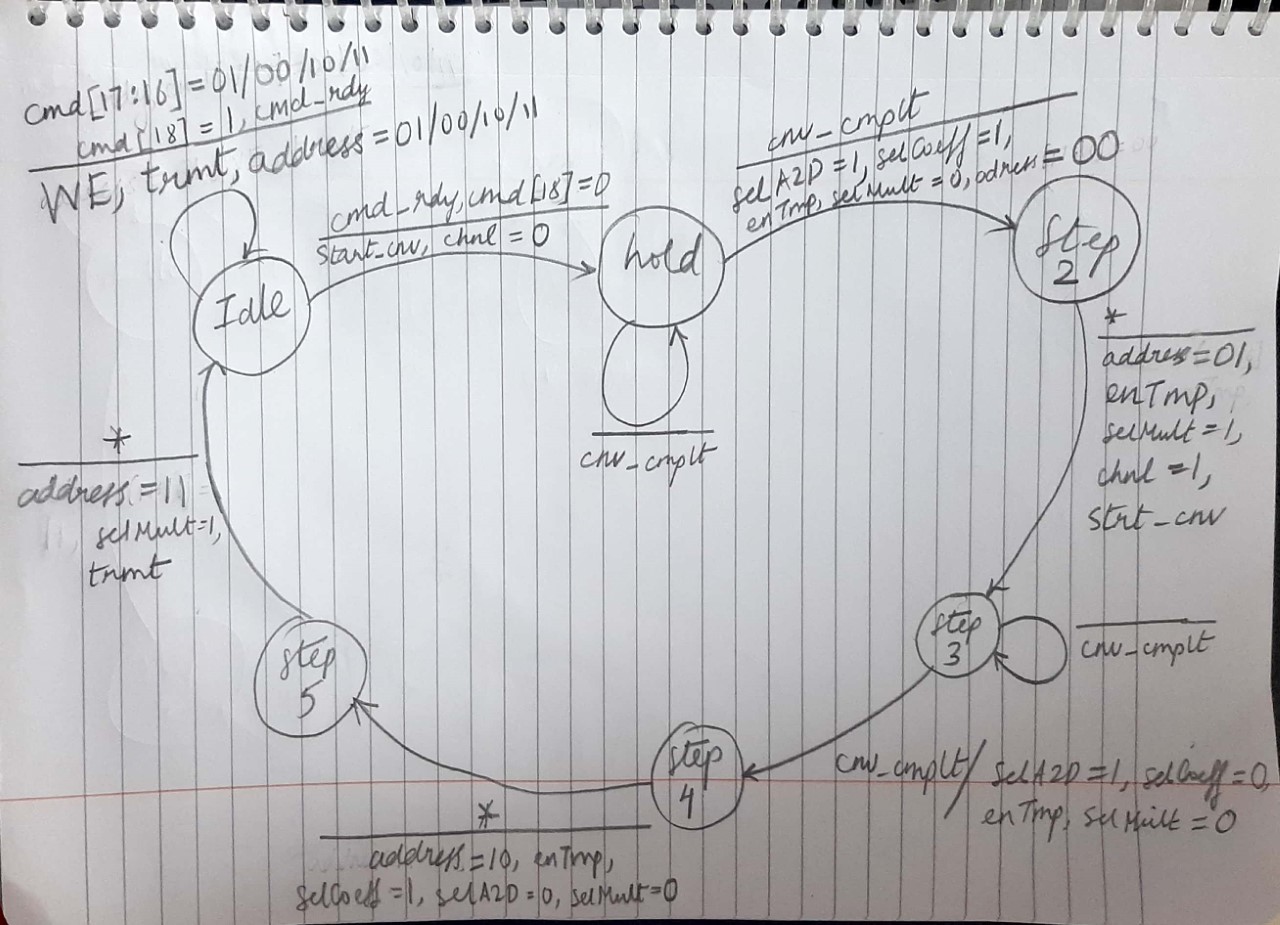 cmd[17:16] = 01/00/10/11
cmd[18] = 1, cmd_rdy
WE, trmt, address = 01/00/10/11
Idle
cmd_rdy, cmd[18]=0
Start_cnv, chnl = 0
hold
cnv_cmplt
cnv_cmplt
selA2D = 1, selCoeff = 1,
enTmp, selMult = 0, adress = 00
Step
2
*
address = 01,
enTmp,
selMult = 1,
chnl = 1,
Strt_cnv
step
3
cnv_cmplt
cnv_cmplt/ selA2D = 1, selCoeff = 0,
enTmp, selMult = 0
step
4
*
address = 10, enTmp,
selCoeff = 1, selA2D = 0, selMult = 0
step
5
*
address = 11
selMult = 1,
trmt